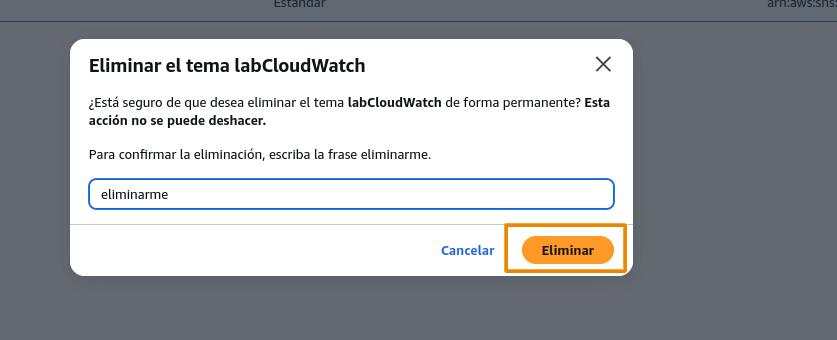 Estándar
arn:aws:sns:
Eliminar el tema labCloudWatch
¿Está seguro de que desea eliminar el tema labCloudWatch de forma permanente? Esta
acción no se puede deshacer.
Para confirmar la eliminación, escriba la frase eliminarme.
eliminarme
Cancelar
Eliminar